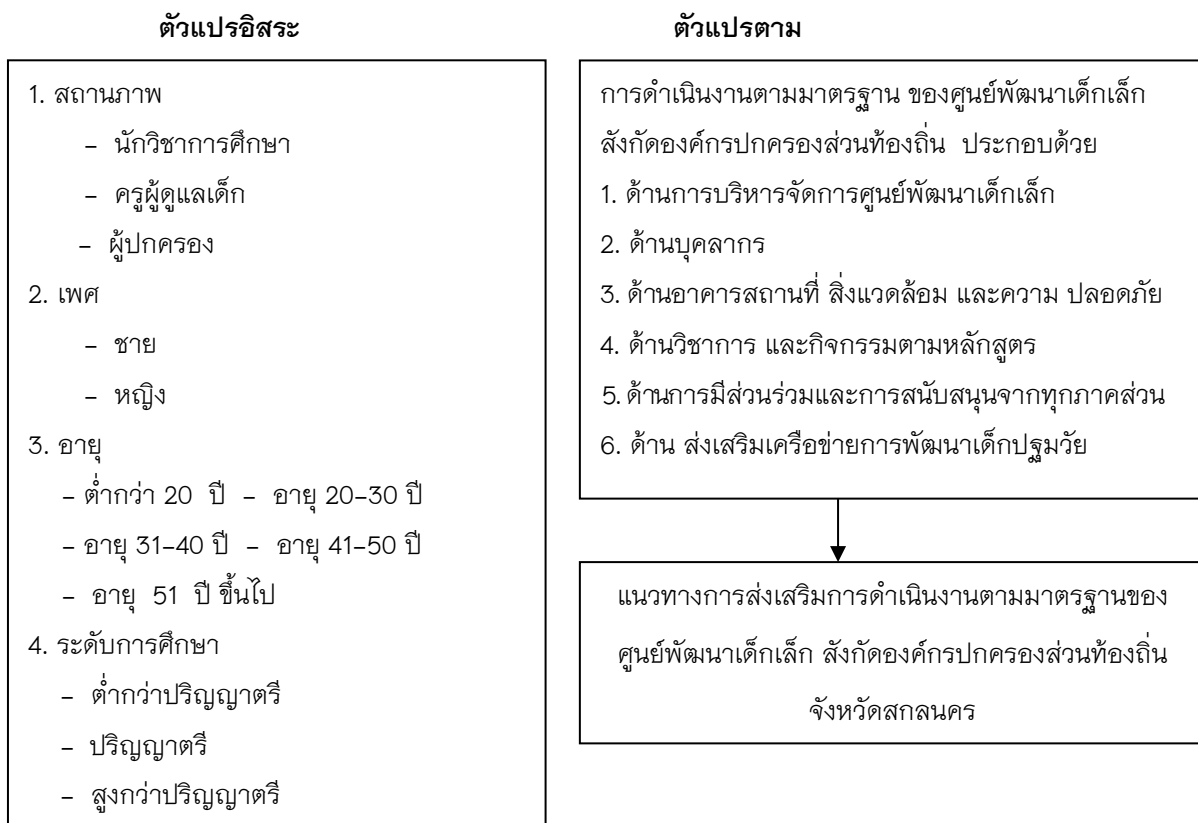 ตัวแปรอิสระ
1. สถานภาพ
– นักวิชาการศึกษา
– ครูผู้ดูแลเด็ก
– ผู้ปกครอง
2. เพศ
– ชาย
– หญิง
3. อายุ
– ต่ำกว่า 20 ปี – อายุ 20–30 ปี
– อายุ 31–40 ปี – อายุ 41–50 ปี
– อายุ 51 ปี ขึ้นไป
4. ระดับการศึกษา
– ต่ำกว่าปริญญาตรี
– ปริญญาตรี
– สูงกว่าปริญญาตรี
ตัวแปรตาม
การดำเนินงานตามมาตรฐาน ของศูนย์พัฒนาเด็กเล็ก
สังกัดองค์กรปกครองส่วนท้องถิ่น ประกอบด้วย
1. ด้านการบริหารจัดการศูนย์พัฒนาเด็กเล็ก
2. ด้านบุคลากร
3. ด้านอาคารสถานที่ สิ่งแวดล้อม และความ ปลอดภัย
4. ด้านวิชาการ และกิจกรรมตามหลักสูตร
5. ด้านการมีส่วนร่วมและการสนับสนุนจากทุกภาคส่วน
6. ด้าน ส่งเสริมเครือข่ายการพัฒนาเด็กปฐมวัย
แนวทางการส่งเสริมการดำเนินงานตามมาตรฐานของ
ศูนย์พัฒนาเด็กเล็ก สังกัดองค์กรปกครองส่วนท้องถิ่น
จังหวัดสกลนคร